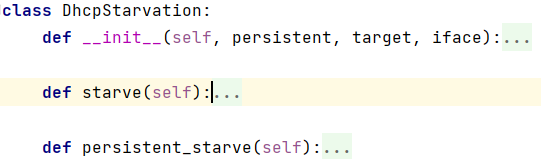 class DhcpStarvation:
    def __init__(self, persistent, target, iface):...
    def starve(self):...
    def persistent_starve(self):...